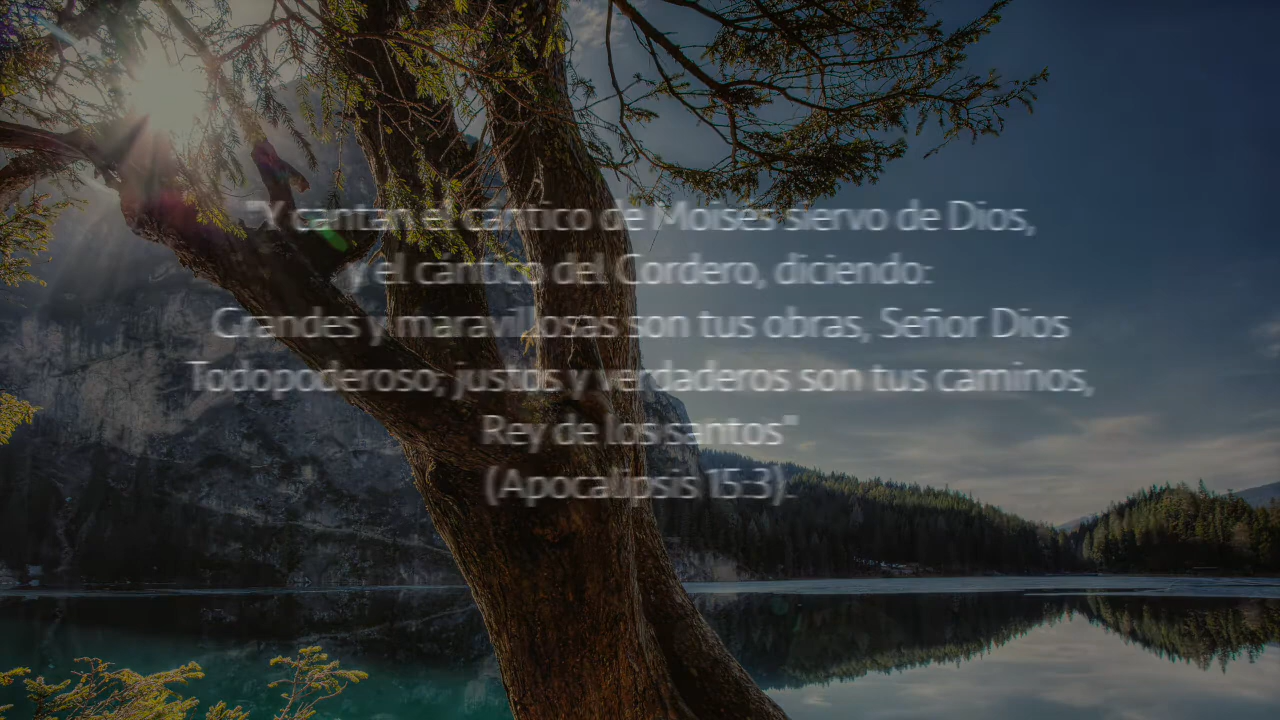 "Y cantan el cántico de Moisés siervo de Dios,
y el cántico del Cordero, diciendo:
Grandes y maravillosas son tus obras, Señor Dios
Todopoderoso; justos y verdaderos son tus caminos,
Rey de los santos"
(Apocalipsis 15:3).